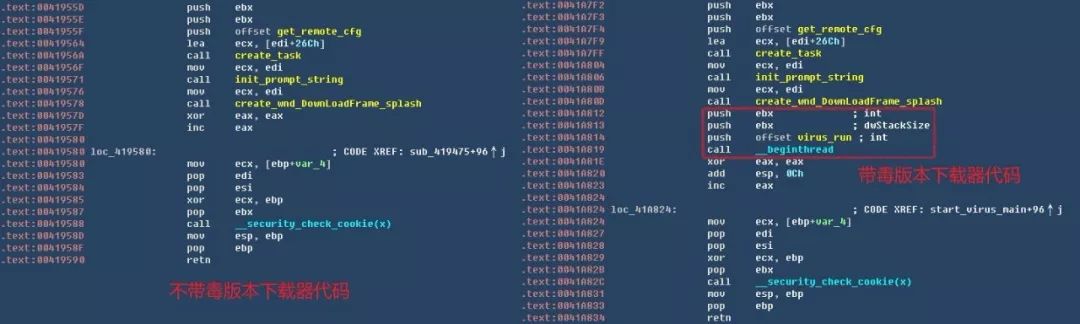 .text:0041955D push ebx
.text:0041955E push ebx
.text:0041955F push offset get_remote_cfg
.text:00419564 lea ecx, [edi+26Ch]
.text:0041956A call create_task
.text:0041956F mov ecx, edi
.text:00419571 call init_prompt_string
.text:00419576 mov ecx, edi
.text:00419578 call create_wnd_DownLoadFrame_splash
.text:0041957D xor eax, eax
.text:0041957F inc eax
.text:00419580
.text:00419580 loc_419580: ; CODE XREF: sub_419475+96↑j
.text:00419580 mov ecx, [ebp+var_4]
.text:00419583 pop edi
.text:00419584 pop esi
.text:00419585 xor ecx, ebp
.text:00419587 pop ebx
.text:00419588 call __security_check_cookie(x)
.text:0041958D mov esp, ebp
.text:0041958F pop ebp
.text:00419590 retn
不带毒版本下载器代码
.text:0041A7F2 push ebx
.text:0041A7F3 push ebx
.text:0041A7F4 push offset get_remote_cfg
.text:0041A7F9 lea ecx, [edi+26Ch]
.text:0041A7FF call create_task
.text:0041A804 mov ecx, edi
.text:0041A806 call init_prompt_string
.text:0041A80B mov ecx, edi
.text:0041A80D call create_wnd_DownLoadFrame_splash
.text:0041A812 push ebx ; int
.text:0041A813 push ebx ; dwStackSize
.text:0041A814 push offset virus_run ; int
.text:0041A819 call __beginthread
.text:0041A81E xor eax, eax
.text:0041A820 add esp, 0Ch
.text:0041A823 inc eax
.text:0041A824
.text:0041A824 loc_41A824: ; CODE XREF: start_virus_main+96↑j
.text:0041A824 mov ecx, [ebp+var_4]
.text:0041A827 pop edi
.text:0041A828 pop esi
.text:0041A829 xor ecx, ebp
.text:0041A82B pop ebx
.text:0041A82C call __security_check_cookie(x)
.text:0041A831 mov esp, ebp
.text:0041A833 pop ebp
.text:0041A834 retn
带毒版本下载器代码